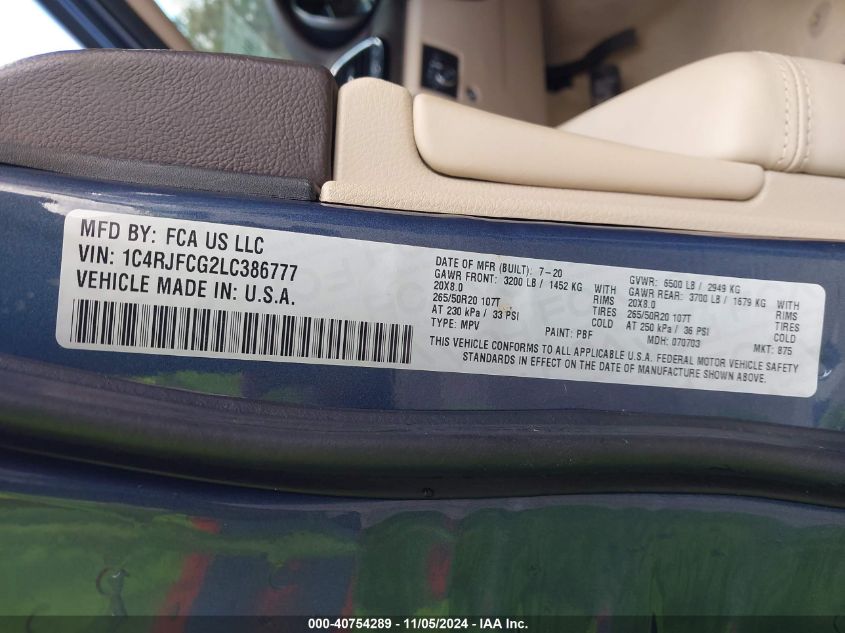 MFD BY: FCA US LLC
VIN: 1C4RJFCG2LC386777
VEHICLE MADE IN: U.S.A.
DATE OF MFR (BUILT): 7-20 GVWR: 6500 LB / 2949 KG
GAWR FRONT: 3200 LB / 1452 KG WITH GAWR REAR: 3700 LB / 1679 KG WITH
20X8.0 RIMS 20X8.0 RIMS
265/50R20 107T TIRES 265/50R20 107T TIRES
AT 230 kPa / 33 PSI COLD AT 250 kPa / 36 PSI COLD
TYPE: MPV PAINT: PBF MDH: 070703 MKT: 875
THIS VEHICLE CONFORMS TO ALL APPLICABLE U.S.A. FEDERAL MOTOR VEHICLE SAFETY
STANDARDS IN EFFECT ON THE DATE OF MANUFACTURE SHOWN ABOVE.
000-40754289 - 11/05/2024 - IAAI.com